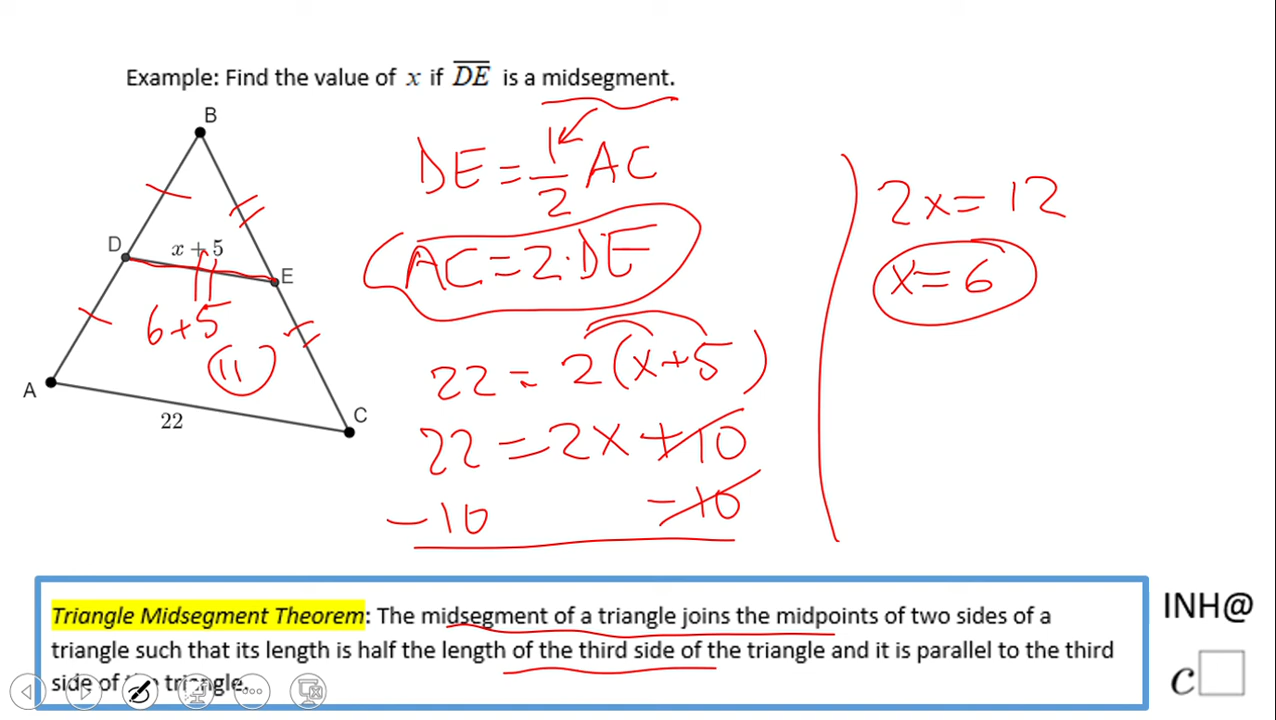 Example: Find the value of x if DE is a midsegment.
B
D
x + 5
E
6+5
11
A
22
C
DE = 1/2 AC
AC = 2·DE
22 = 2(x+5)
22 = 2x +10
-10 -10
2x = 12
x = 6
Triangle Midsegment Theorem: The midsegment of a triangle joins the midpoints of two sides of a
triangle such that its length is half the length of the third side of the triangle and it is parallel to the third
side of the triangle.
INH@
c